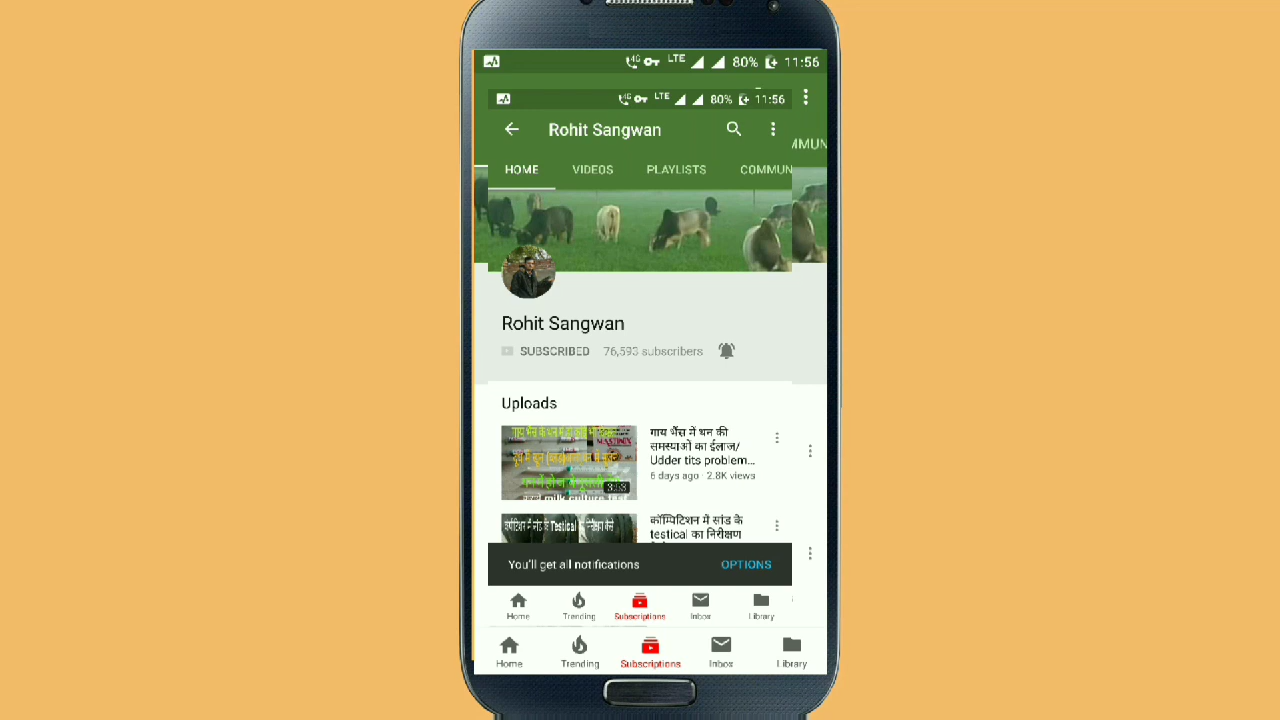 LTE 80% 11:56
LTE 80% 11:56
Rohit Sangwan
MMUN
HOME VIDEOS PLAYLISTS COMMUN
Rohit Sangwan
SUBSCRIBED 76,593 subscribers
Uploads
गाय भैंस में थन की
समस्याओ का ईलाज/
Udder tits problem...
6 days ago · 2.8K views
3:53
कॉम्पिटिशन में सांड के
testical का निरीक्षण
You'll get all notifications OPTIONS
Home Trending Subscriptions Inbox Library
Home Trending Subscriptions Inbox Library